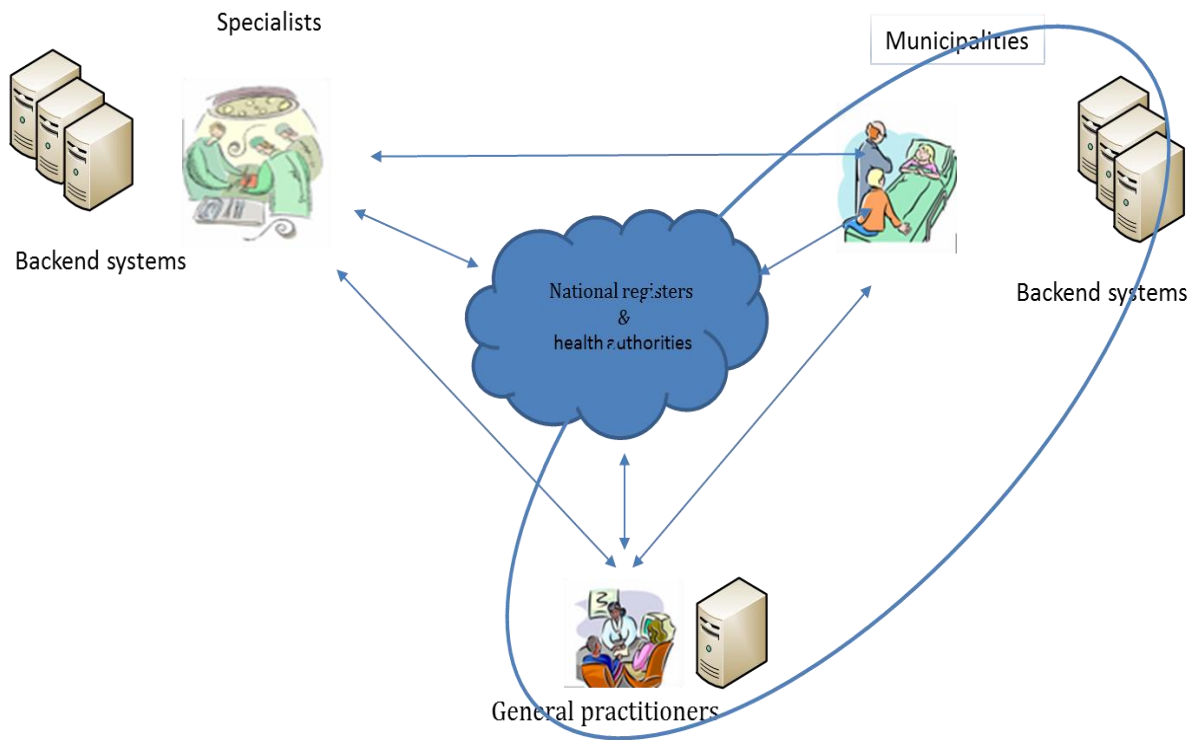 Specialists
Municipalities
Backend systems
Backend systems
National registers
&
health authorities
General practitioners